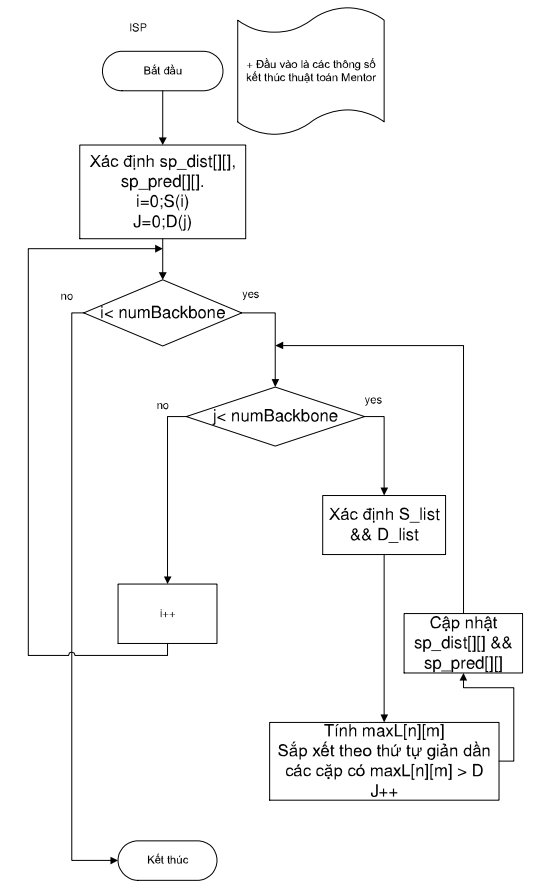 ISP
Bắt đầu
+ Đầu vào là các thông số
kết thúc thuật toán Mentor
Xác định sp_dist[][],
sp_pred[][].
i=0;S(i)
J=0;D(j)
no
i< numBackbone
yes
no
j< numBackbone
yes
Xác định S_list
&& D_list
i++
Cập nhật
sp_dist[][] &&
sp_pred[][]
Tính maxL[n][m]
Sắp xết theo thứ tự giản dần
các cặp có maxL[n][m] > D
J++
Kết thúc